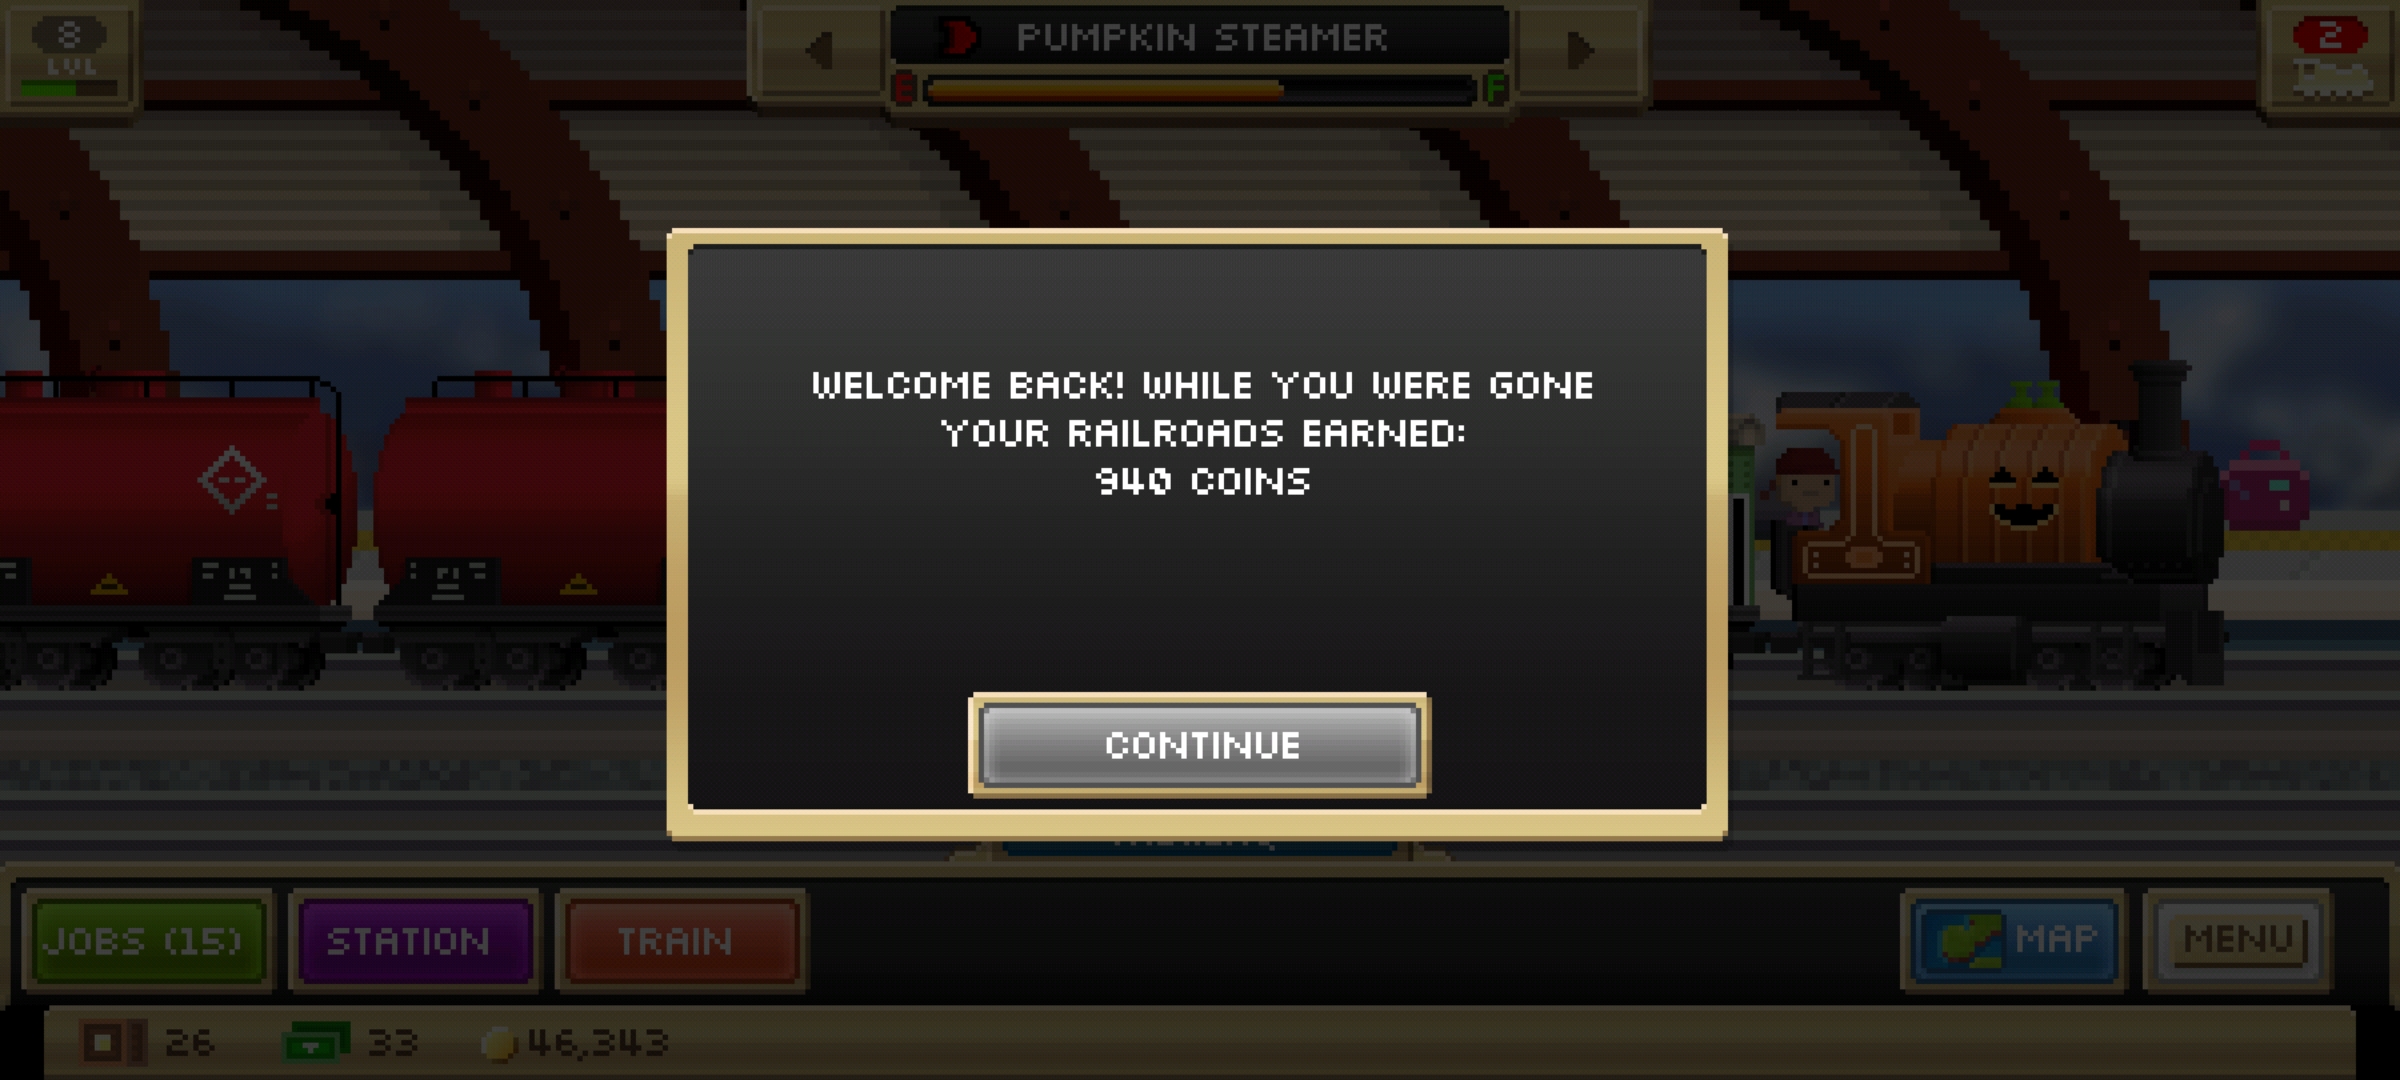 8
LVL
PUMPKIN STEAMER
E F
2
WELCOME BACK! WHILE YOU WERE GONE
YOUR RAILROADS EARNED:
940 COINS
CONTINUE
JOBS (15)
STATION
TRAIN
MAP
MENU
26
33
46,343